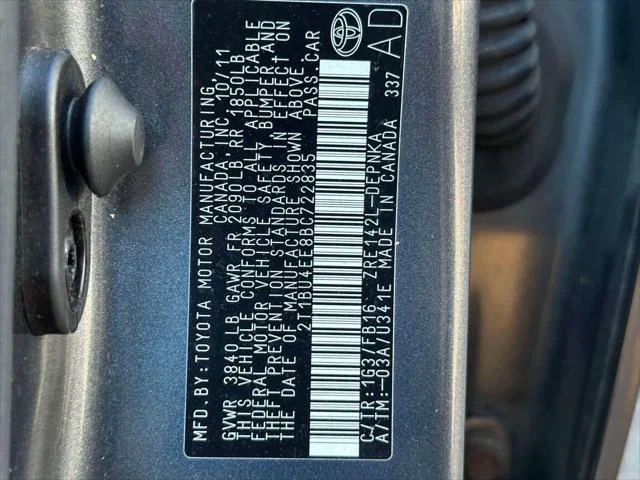 MFD. BY: TOYOTA MOTOR MANUFACTURING
CANADA, INC. 10/11
GVWR 3840LB GAWR FR 2090LB RR 1850LB
THIS VEHICLE CONFORMS TO ALL APPLICABLE
FEDERAL MOTOR VEHICLE SAFETY BUMPER, AND
THEFT PREVENTION STANDARDS IN EFFECT ON
THE DATE OF MANUFACTURE SHOWN ABOVE.
2T1BU4EE8BC722835 PASS. CAR
C/TR: 1G3/FB16 ZRE142L-DEPNKA
A/TM: -03A/U341E MADE IN CANADA 337
AD